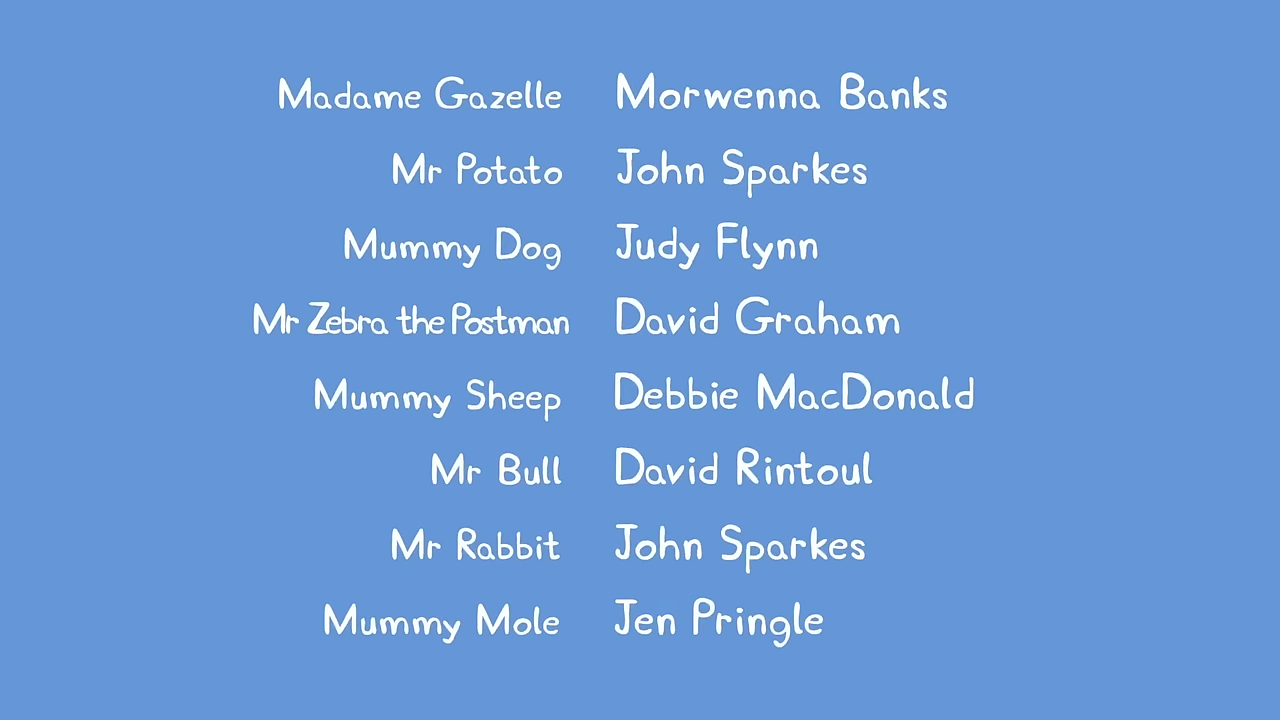 Madame Gazelle Morwenna Banks
Mr Potato John Sparkes
Mummy Dog Judy Flynn
Mr Zebra the Postman David Graham
Mummy Sheep Debbie MacDonald
Mr Bull David Rintoul
Mr Rabbit John Sparkes
Mummy Mole Jen Pringle